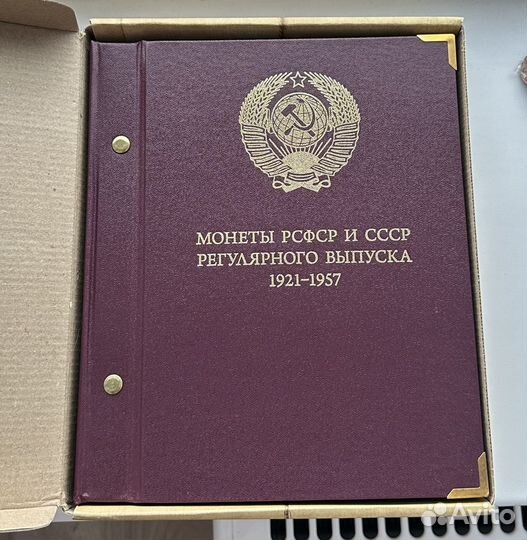 МОНЕТЫ РСФСР И СССР
РЕГУЛЯРНОГО ВЫПУСКА
1921–1957
Avito